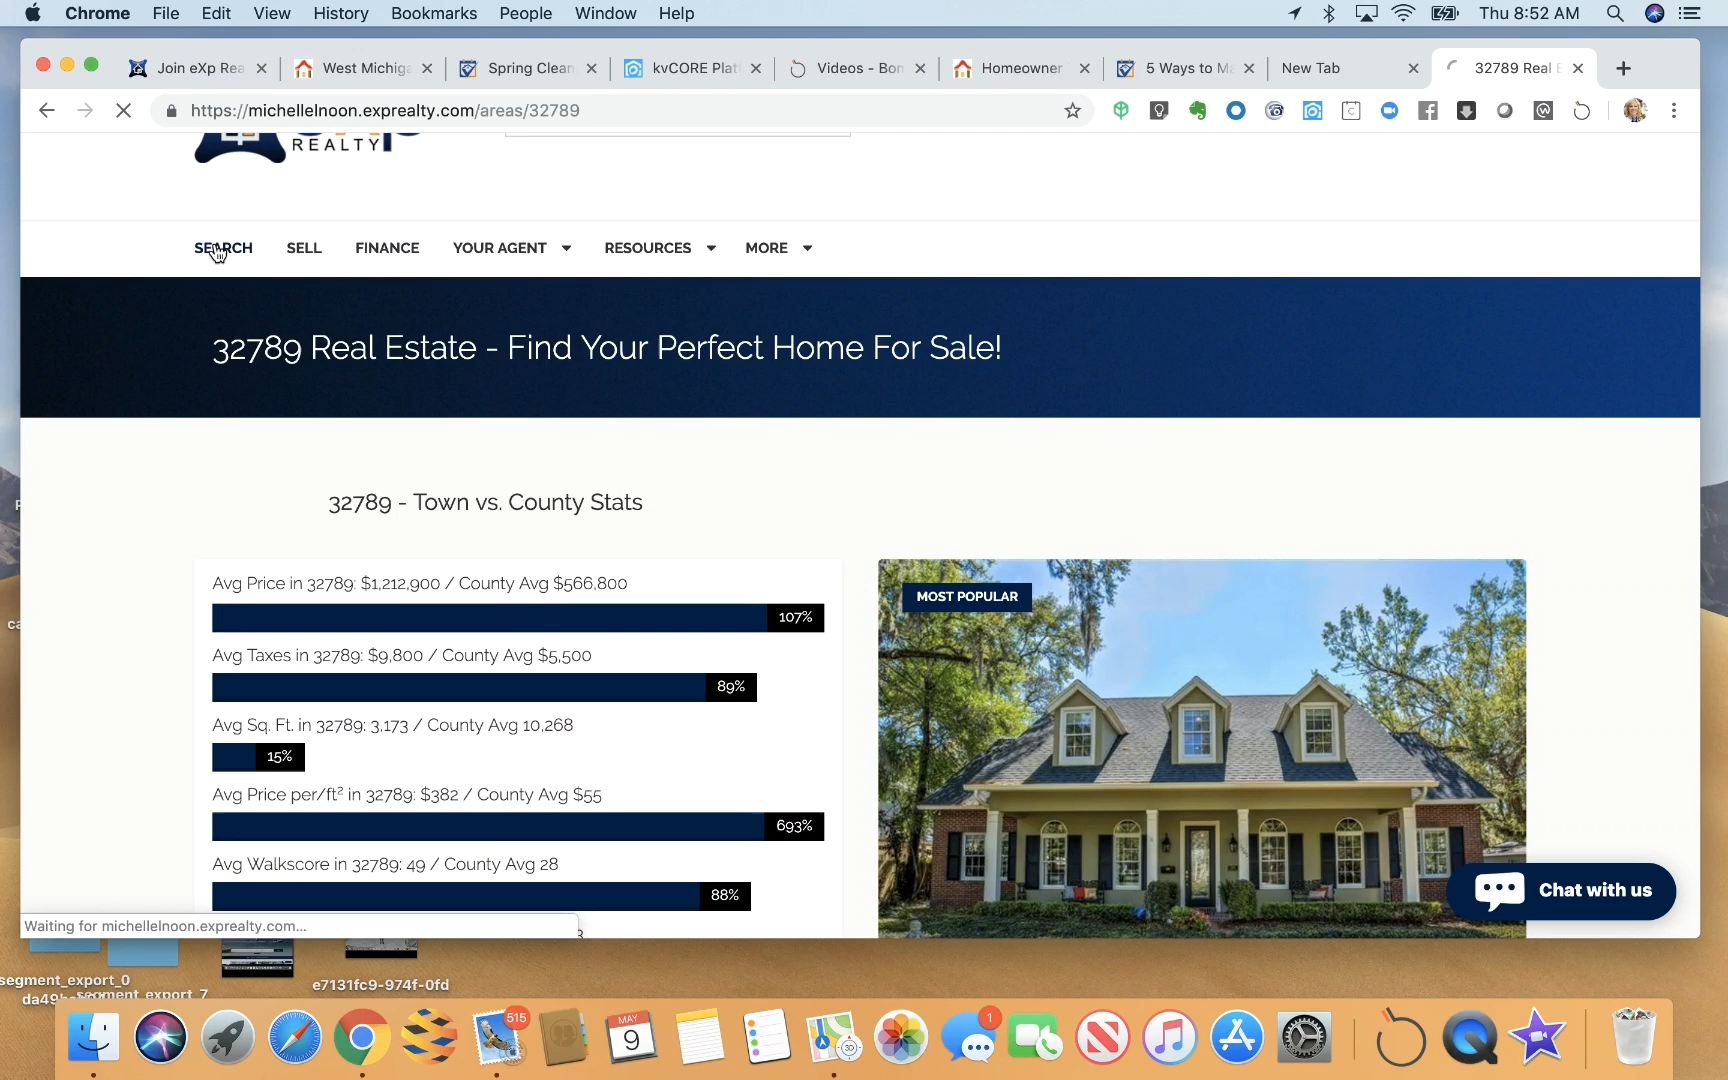 Chrome File Edit View History Bookmarks People Window Help Thu 8:52 AM
Join eXp Rea West Michiga Spring Clean kvCORE Plat Videos - Bon Homeowner 5 Ways to Ma New Tab 32789 Real E
https://michellelnoon.exprealty.com/areas/32789
REALTY
SEARCH SELL FINANCE YOUR AGENT RESOURCES MORE
32789 Real Estate - Find Your Perfect Home For Sale!
32789 - Town vs. County Stats
Avg Price in 32789: $1,212,900 / County Avg $566,800
107%
Avg Taxes in 32789: $9,800 / County Avg $5,500
89%
Avg Sq. Ft. in 32789: 3,173 / County Avg 10,268
15%
Avg Price per/ft² in 32789: $382 / County Avg $55
693%
Avg Walkscore in 32789: 49 / County Avg 28
88%
MOST POPULAR
Chat with us
Waiting for michellelnoon.exprealty.com...
segment_export_0
segment_export_7
e7131fc9-974f-0fd
515
MAY
9
3D
1